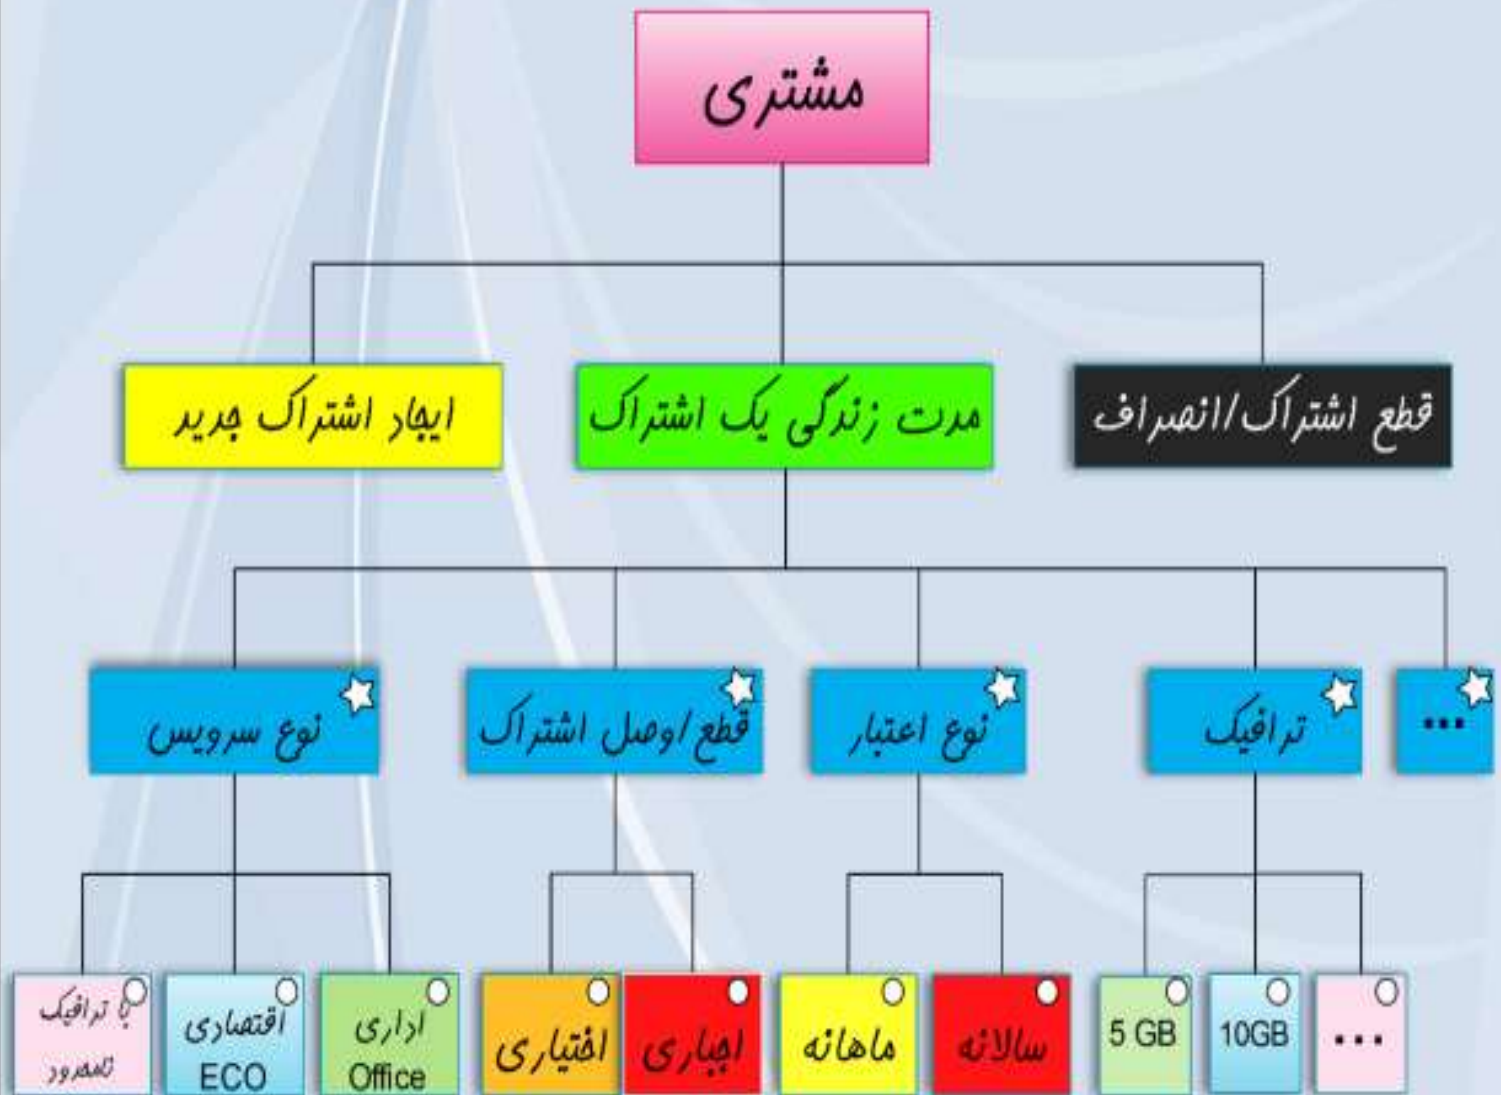 مشتری
ایجاد اشتراک جدید
مدت زندگی یک اشتراک
قطع اشتراک/انصراف
نوع سرویس
قطع/وصل اشتراک
نوع اعتبار
ترافیک
...
با ترافیک
نامحدود
اقتصادی
ECO
اداری
Office
اختیاری
اجباری
ماهانه
سالانه
5 GB
10GB
...